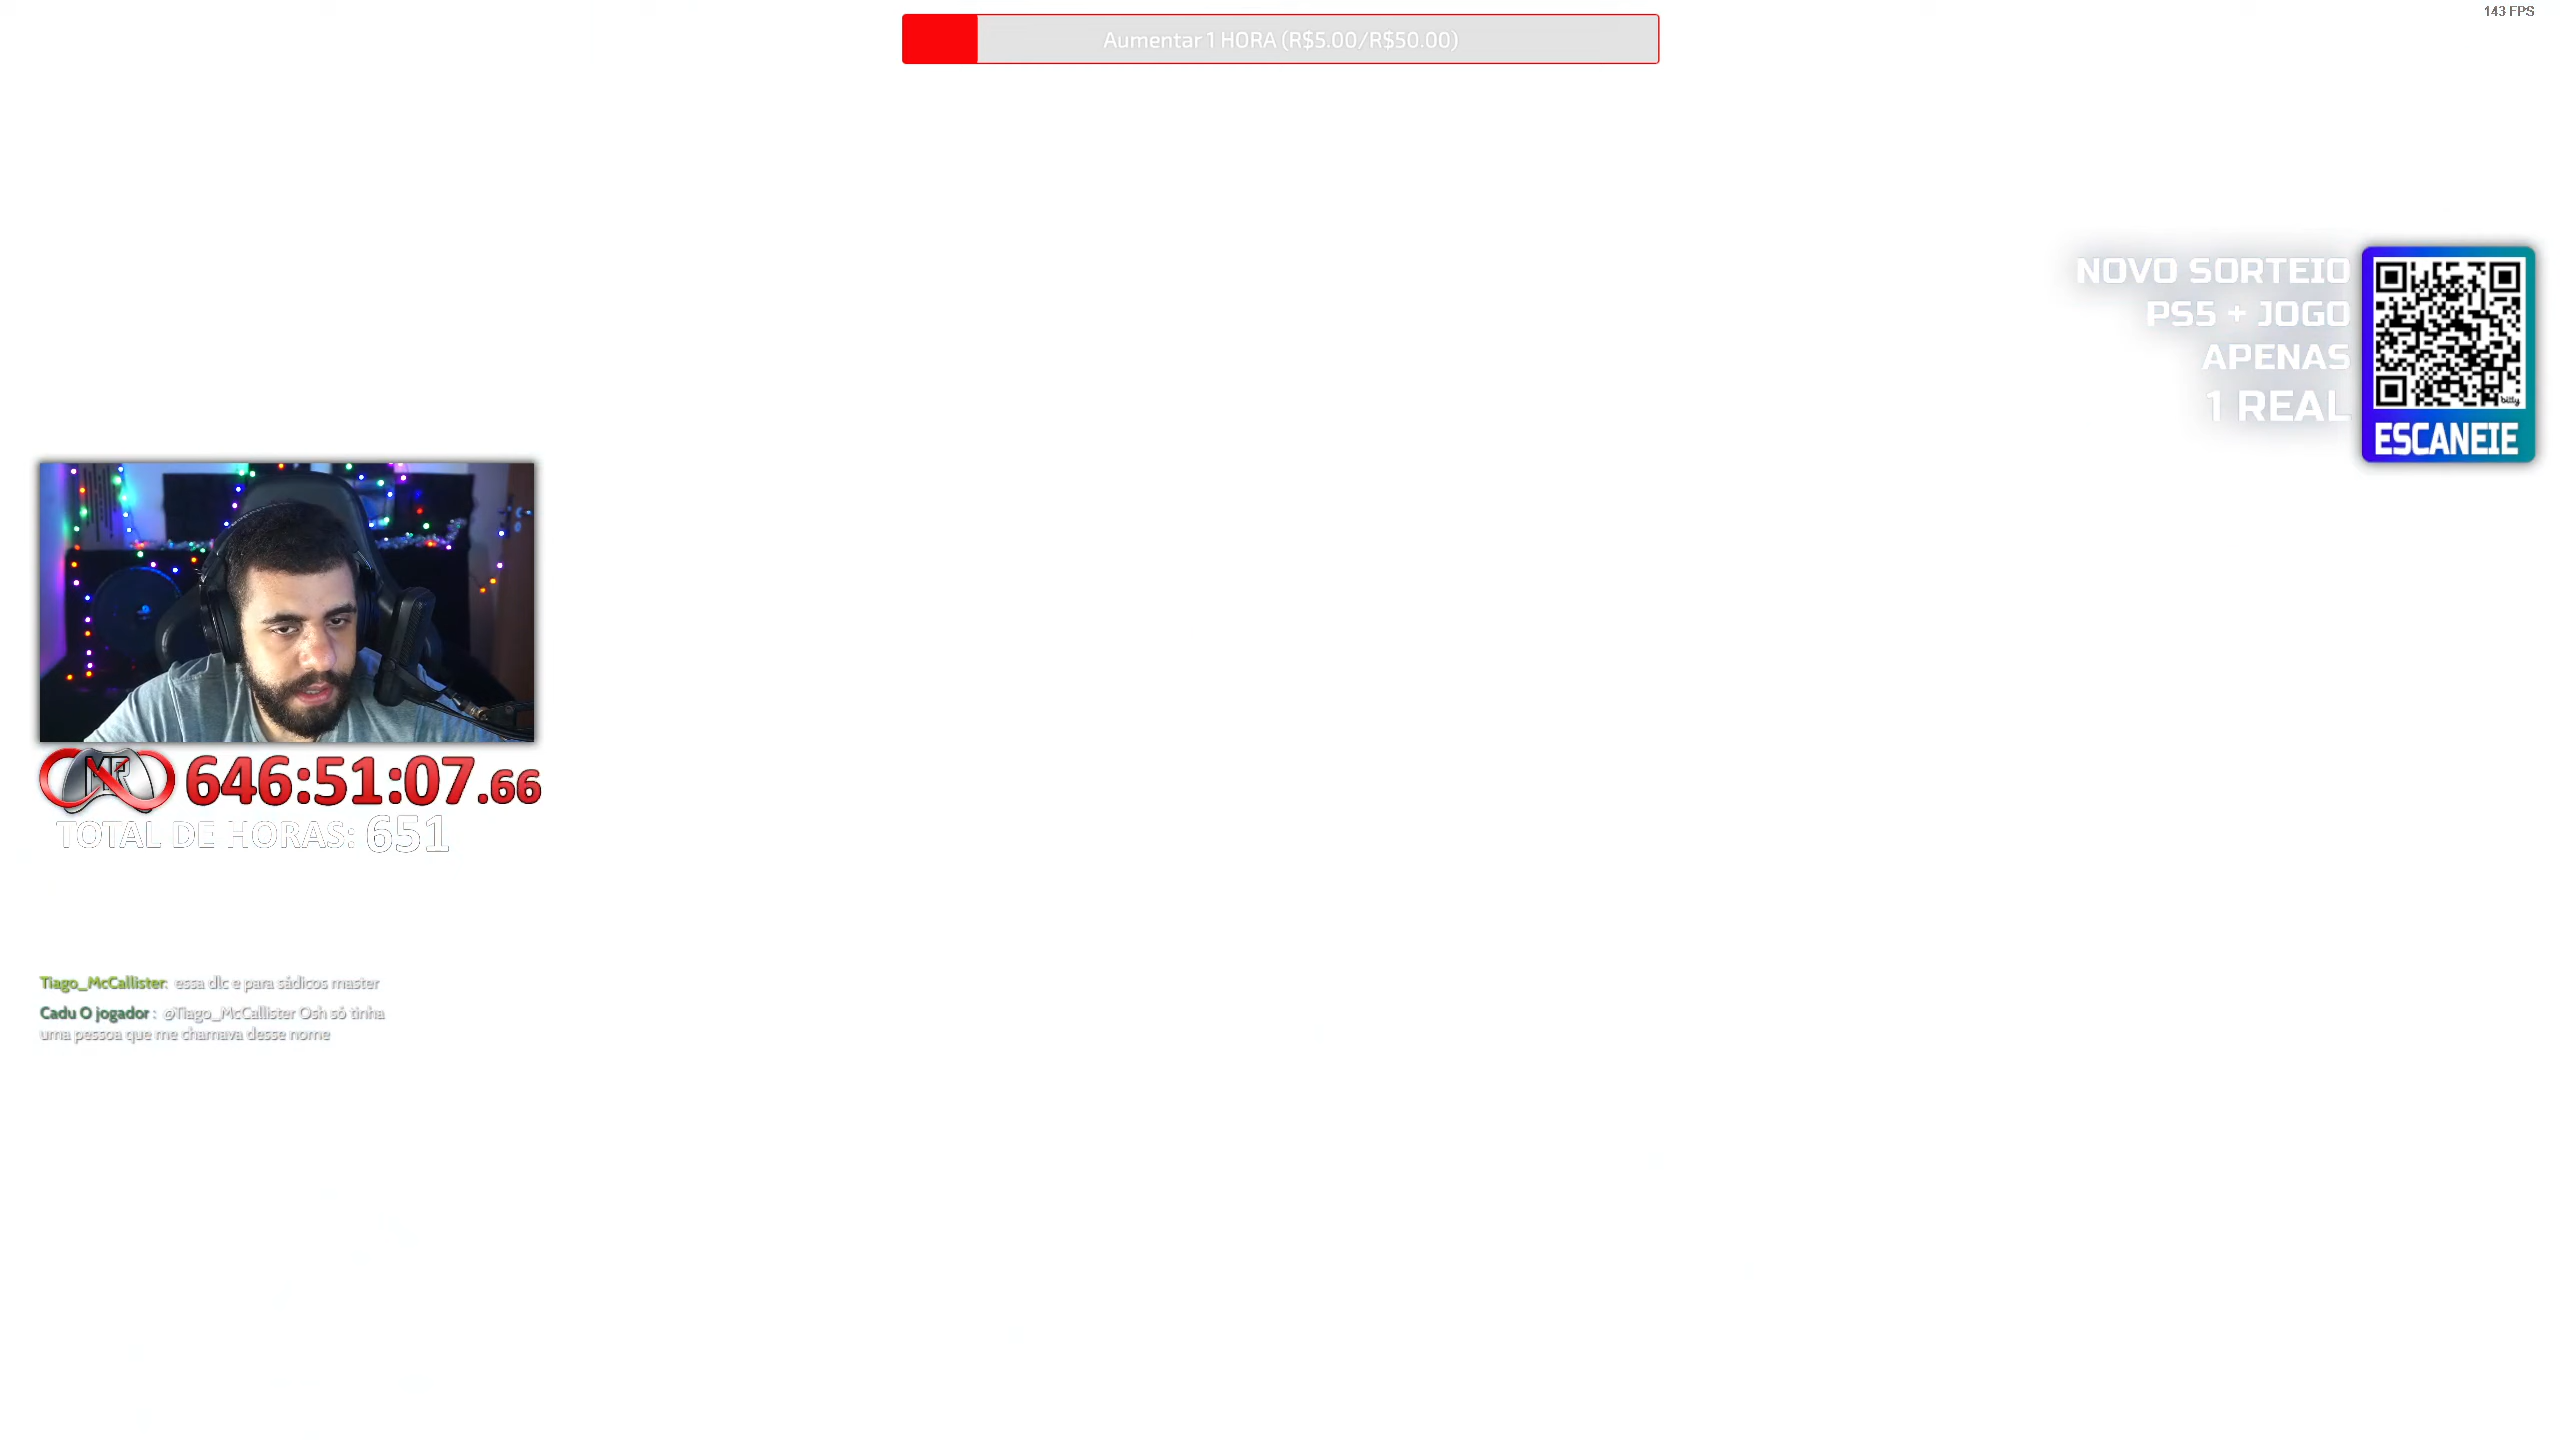 143 FPS
Aumentar 1 HORA (R$5.00/R$50.00)
NOVO SORTEIO
PS5 + JOGO
APENAS
1 REAL
bitly
ESCANEIE
MR
646:51:07.66
TOTAL DE HORAS: 651
Tiago_McCallister: essa dlc e para sádicos master
Cadu O jogador : @Tiago_McCallister Osh só tinha
uma pessoa que me chamava desse nome